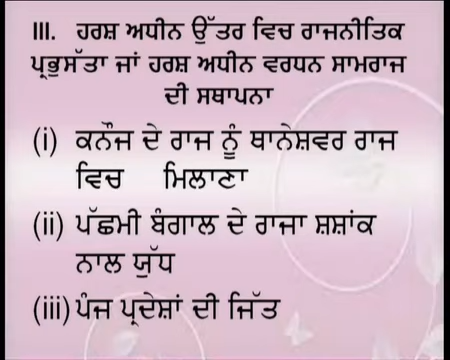 III. ਹਰਸ਼ ਅਧੀਨ ਉੱਤਰ ਵਿਚ ਰਾਜਨੀਤਿਕ
ਪ੍ਰਭੂਸੱਤਾ ਜਾਂ ਹਰਸ਼ ਅਧੀਨ ਵਰਧਨ ਸਾਮਰਾਜ
ਦੀ ਸਥਾਪਨਾ
(i) ਕਨੌਜ ਦੇ ਰਾਜ ਨੂੰ ਥਾਨੇਸ਼ਵਰ ਰਾਜ
ਵਿਚ ਮਿਲਾਣਾ
(ii) ਪੱਛਮੀ ਬੰਗਾਲ ਦੇ ਰਾਜਾ ਸ਼ਸ਼ਾਂਕ
ਨਾਲ ਯੁੱਧ
(iii) ਪੰਜ ਪ੍ਰਦੇਸ਼ਾਂ ਦੀ ਜਿੱਤ